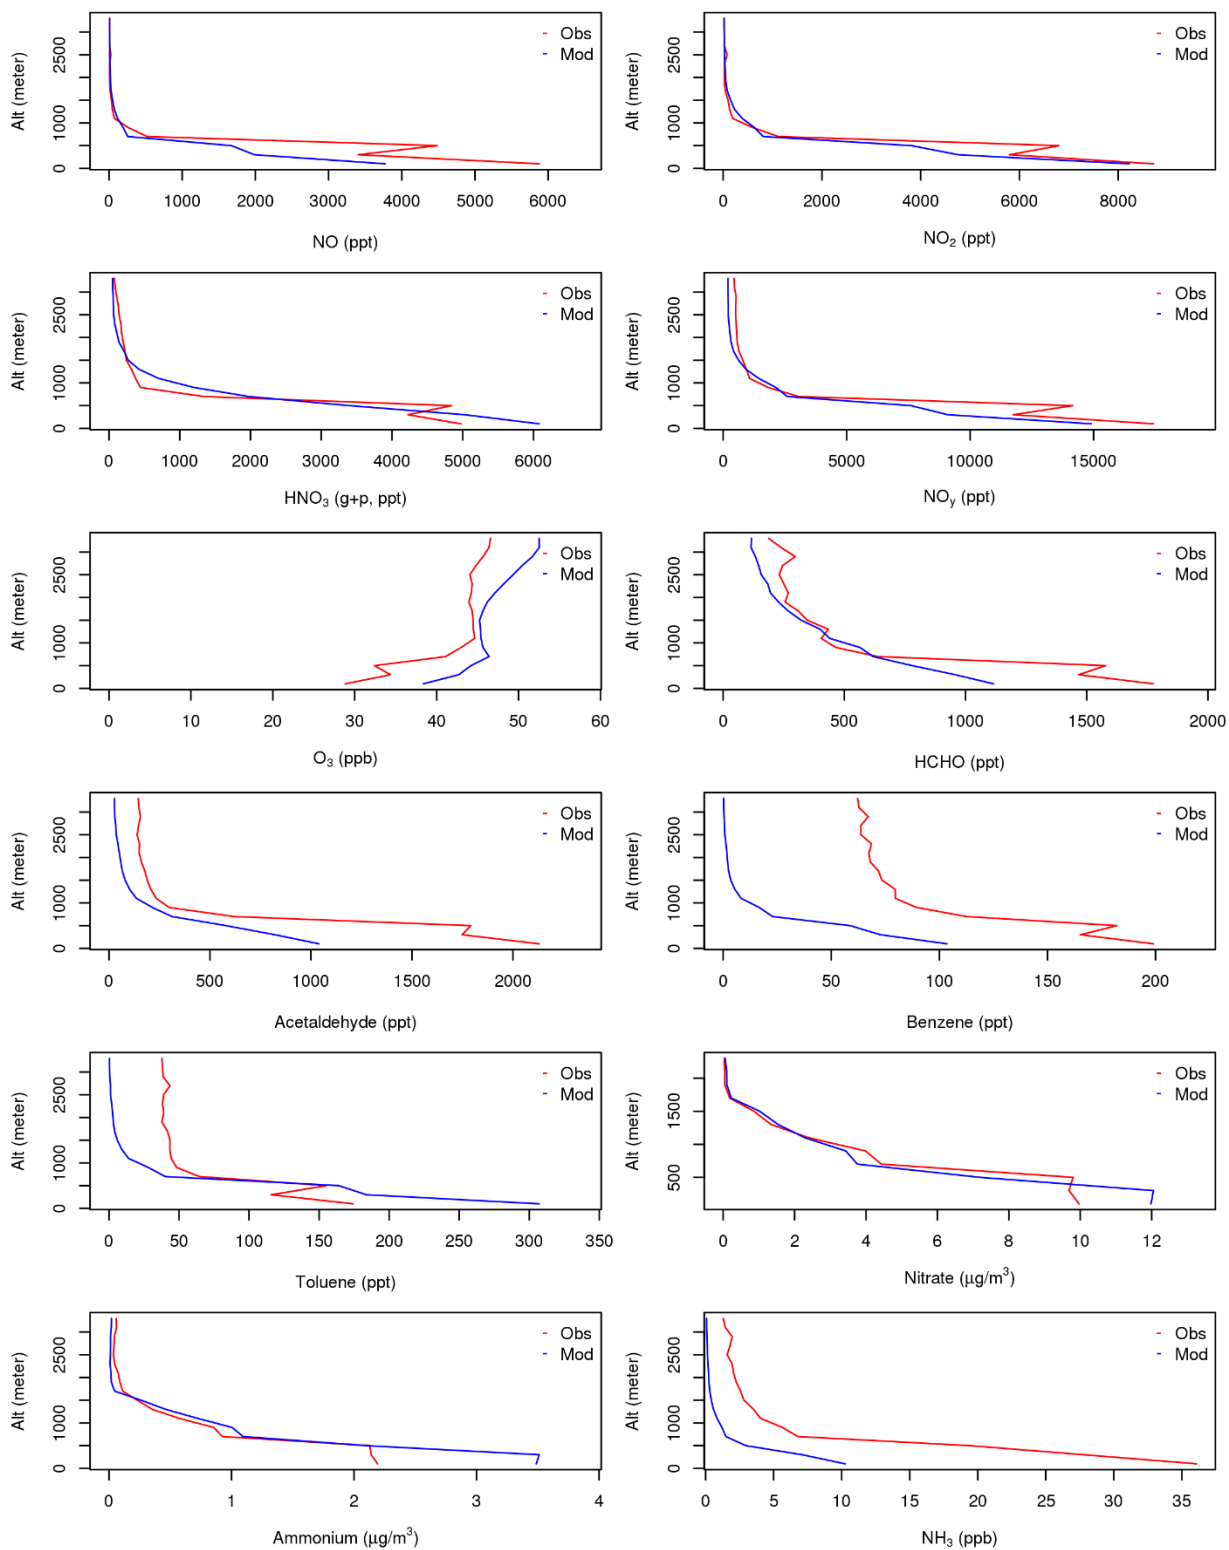 Alt (meter)
0 1000 2500
Obs
Mod
0 1000 2000 3000 4000 5000 6000
NO (ppt)
Alt (meter)
0 1000 2500
Obs
Mod
0 2000 4000 6000 8000
NO₂ (ppt)
Alt (meter)
0 1000 2500
Obs
Mod
0 1000 2000 3000 4000 5000 6000
HNO₃ (g+p, ppt)
Alt (meter)
0 1000 2500
Obs
Mod
0 5000 10000 15000
NOy (ppt)
Alt (meter)
0 1000 2500
Obs
Mod
0 10 20 30 40 50 60
O₃ (ppb)
Alt (meter)
0 1000 2500
Obs
Mod
0 500 1000 1500 2000
HCHO (ppt)
Alt (meter)
0 1000 2500
Obs
Mod
0 500 1000 1500 2000
Acetaldehyde (ppt)
Alt (meter)
0 1000 2500
Obs
Mod
0 50 100 150 200
Benzene (ppt)
Alt (meter)
0 1000 2500
Obs
Mod
0 50 100 150 200 250 300 350
Toluene (ppt)
Alt (meter)
500 1500
Obs
Mod
0 2 4 6 8 10 12
Nitrate (μg/m³)
Alt (meter)
0 1000 2500
Obs
Mod
0 1 2 3 4
Ammonium (μg/m³)
Alt (meter)
0 1000 2500
Obs
Mod
0 5 10 15 20 25 30 35
NH₃ (ppb)